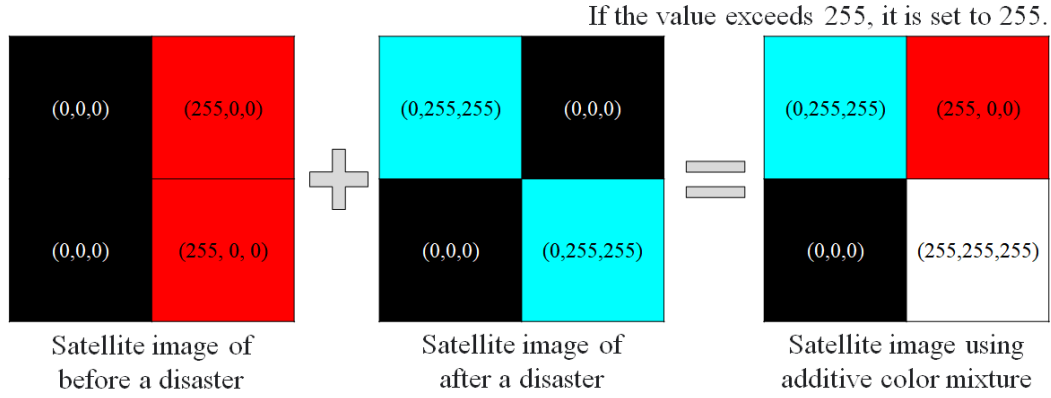 If the value exceeds 255, it is set to 255.
(0,0,0) (255,0,0) (0,255,255) (0,0,0) (0,255,255) (255, 0,0)
(0,0,0) (255, 0, 0) (0,0,0) (0,255,255) (0,0,0) (255,255,255)
Satellite image of
before a disaster
Satellite image of
after a disaster
Satellite image using
additive color mixture